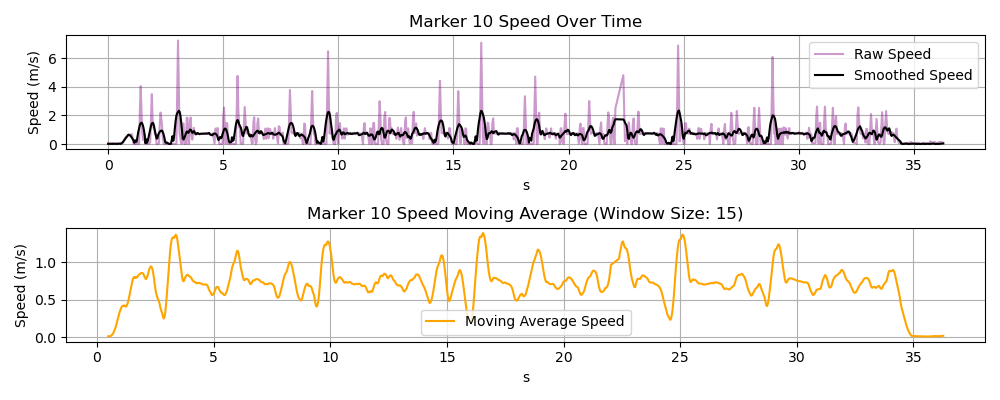 Marker 10 Speed Over Time
Speed (m/s)
6
4
2
0
Raw Speed
Smoothed Speed
0 5 10 15 20 25 30 35
s
Marker 10 Speed Moving Average (Window Size: 15)
Speed (m/s)
1.0
0.5
0.0
Moving Average Speed
0 5 10 15 20 25 30 35
s